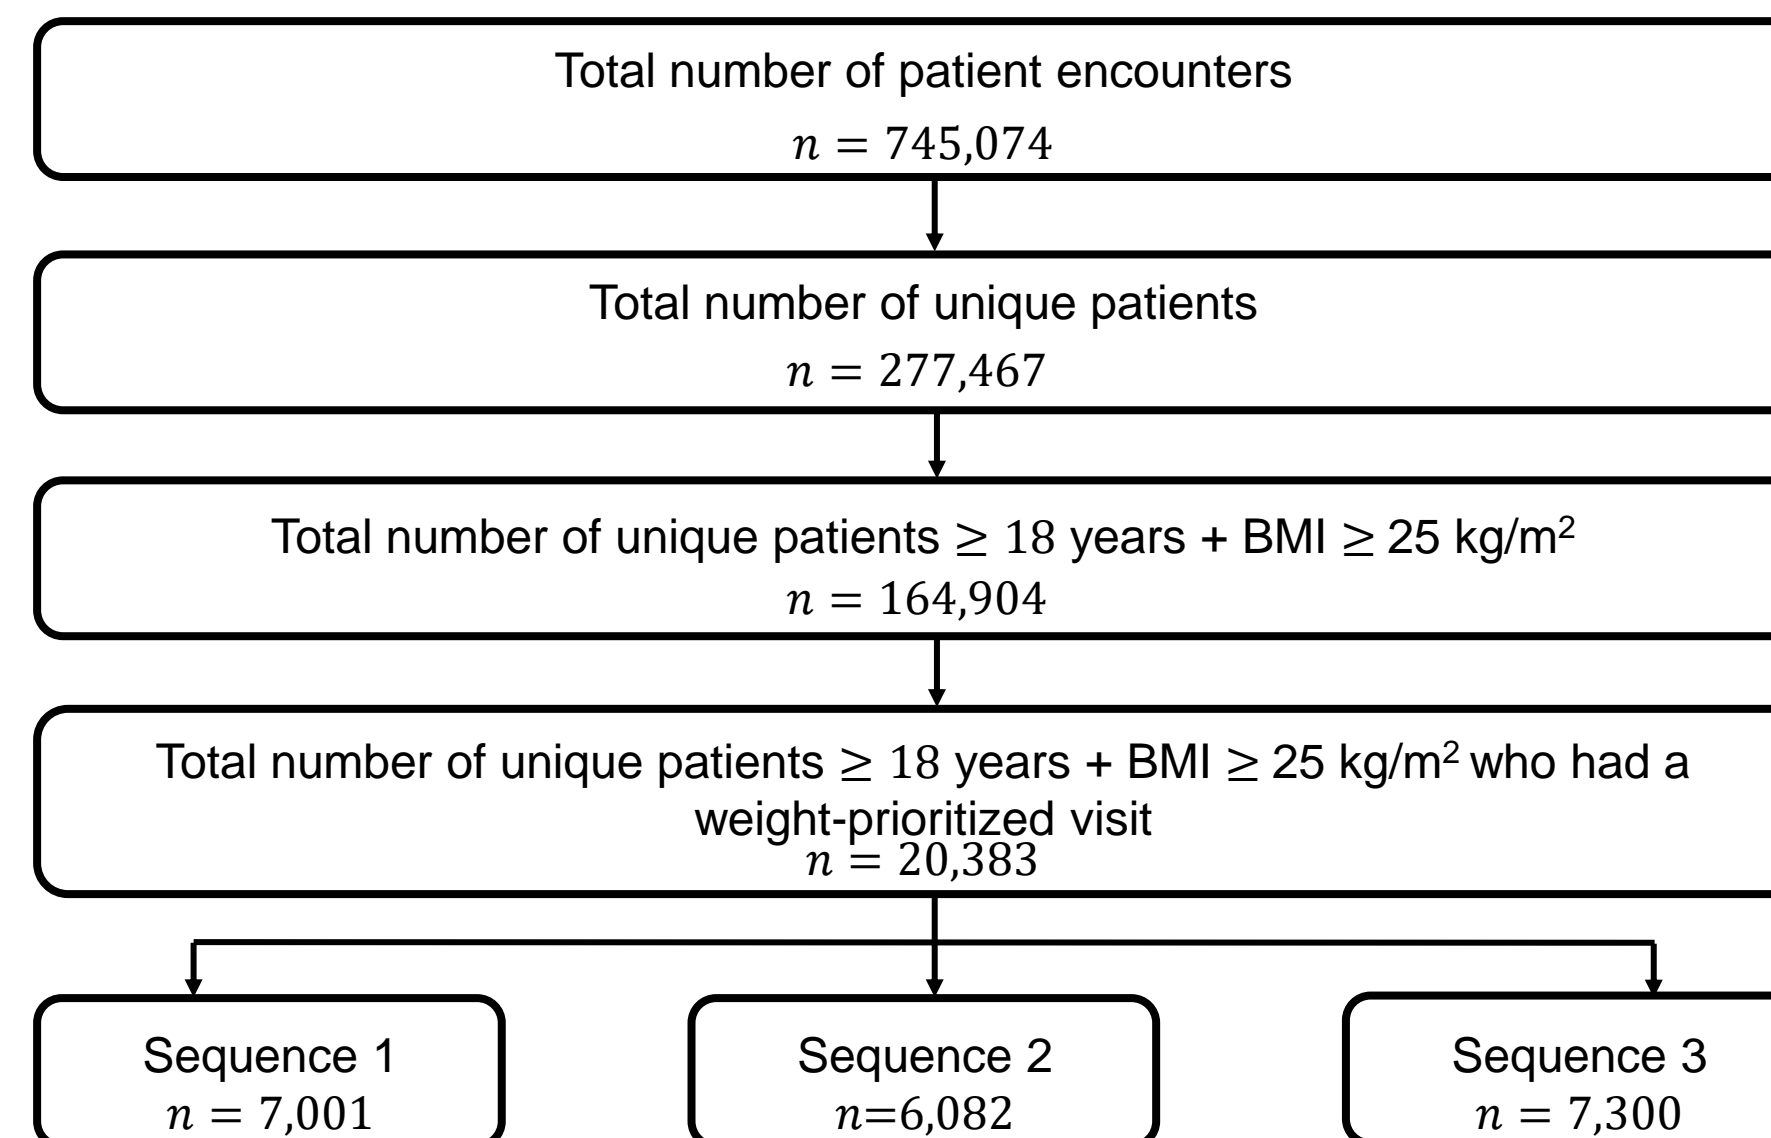 Total number of patient encounters
n = 745,074
Total number of unique patients
n = 277,467
Total number of unique patients ≥ 18 years + BMI ≥ 25 kg/m²
n = 164,904
Total number of unique patients ≥ 18 years + BMI ≥ 25 kg/m² who had a
weight-prioritized visit
n = 20,383
Sequence 1
n = 7,001
Sequence 2
n=6,082
Sequence 3
n = 7,300